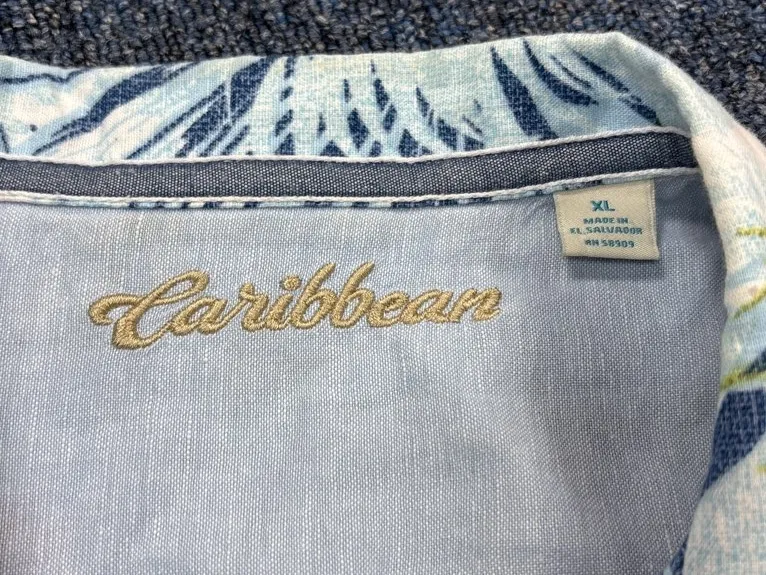 Caribbean
XL
MADE IN
EL SALVADOR
RN 58909